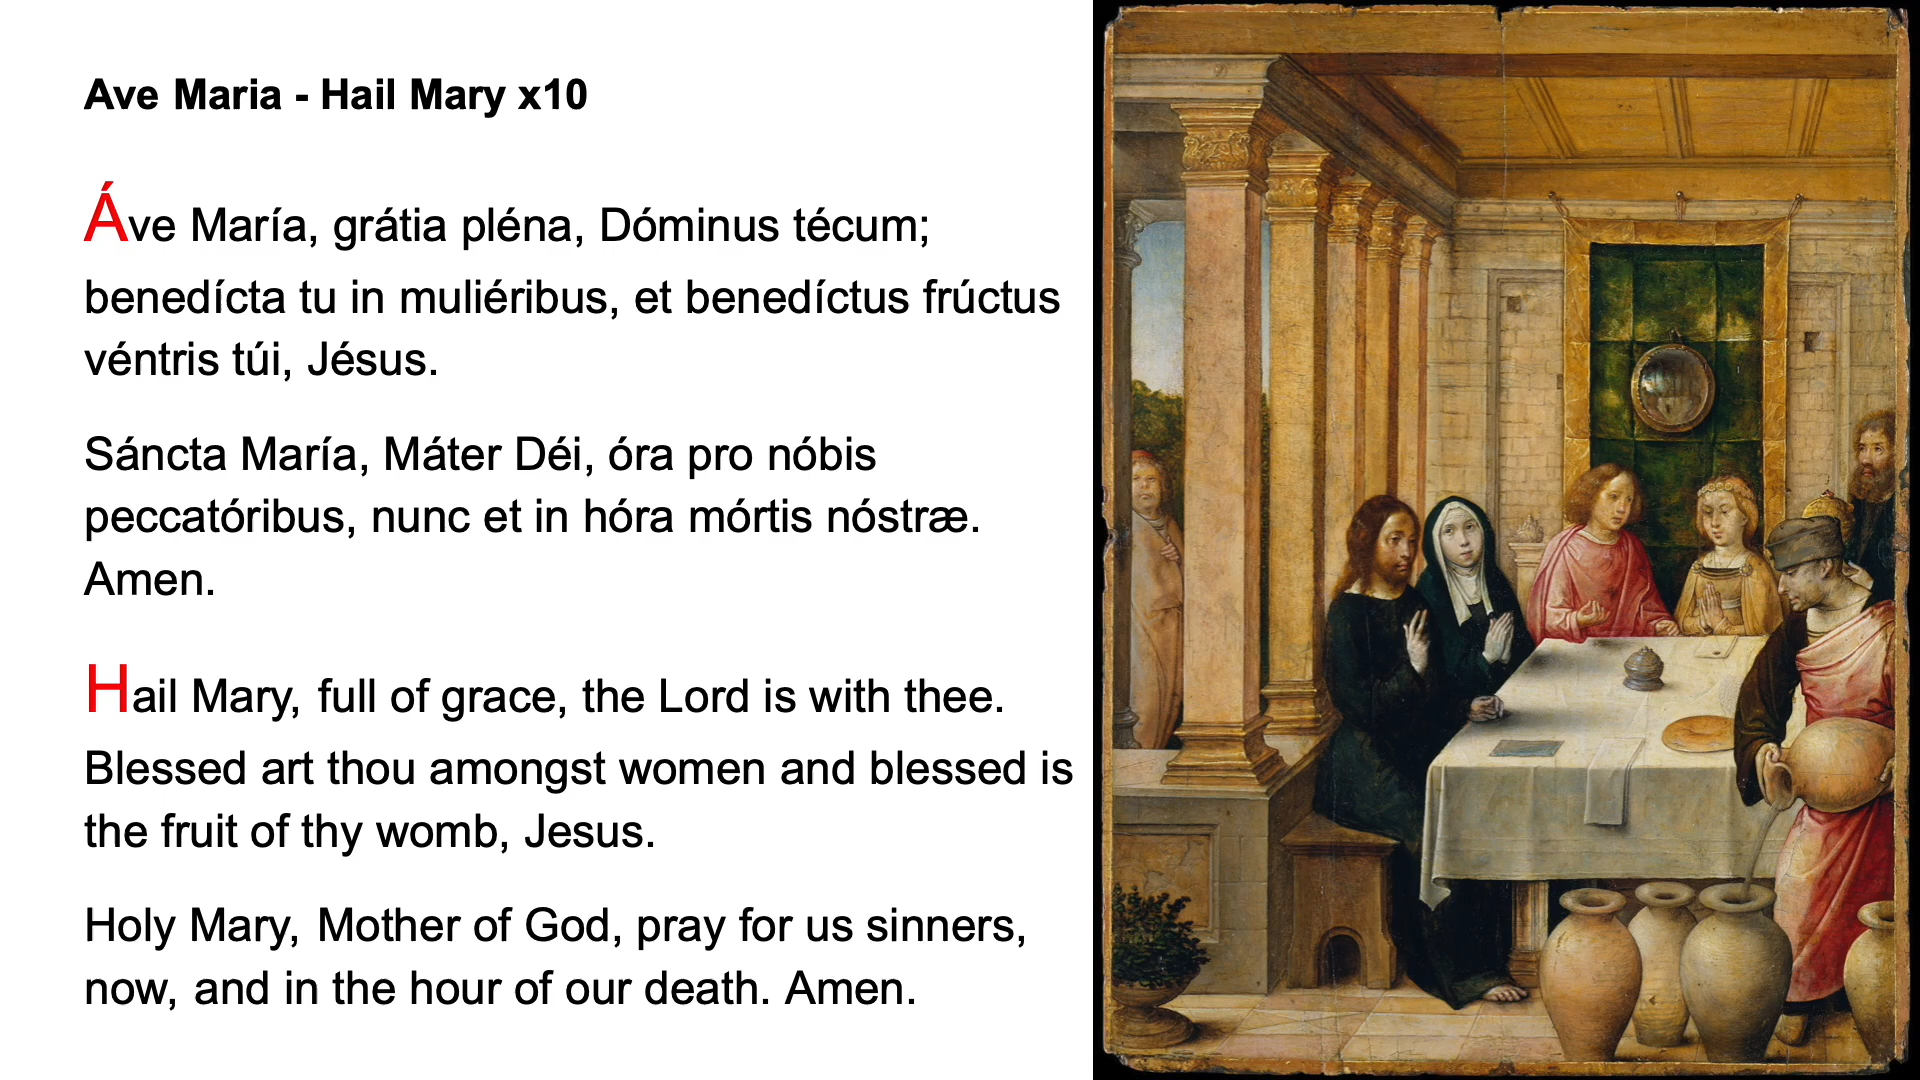 Ave Maria - Hail Mary x10
Áve María, grátia pléna, Dóminus técum;
benedícta tu in muliéribus, et benedíctus frúctus
véntris túi, Jésus.
Sáncta María, Máter Déi, óra pro nóbis
peccatóribus, nunc et in hóra mórtis nóstræ.
Amen.
Hail Mary, full of grace, the Lord is with thee.
Blessed art thou amongst women and blessed is
the fruit of thy womb, Jesus.
Holy Mary, Mother of God, pray for us sinners,
now, and in the hour of our death. Amen.